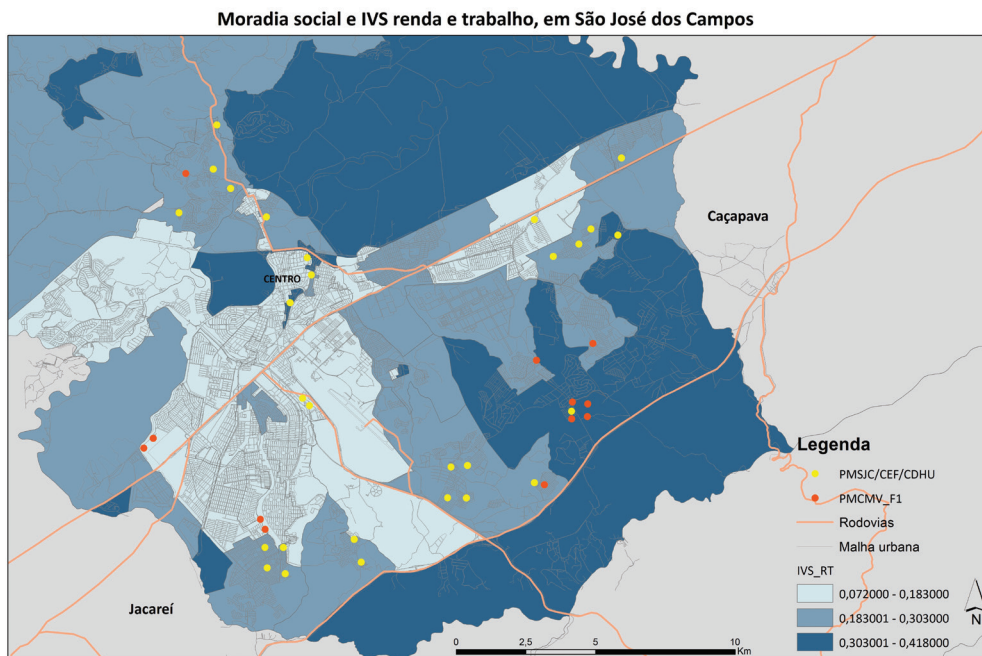 Moradia social e IVS renda e trabalho, em São José dos Campos
Caçapava
CENTRO
Jacareí
Legenda
PMSJC/CEF/CDHU
PMCMV_F1
Rodovias
Malha urbana
IVS_RT
0,072000 - 0,183000
0,183001 - 0,303000
0,303001 - 0,418000
N
0 2,5 5 10
Km